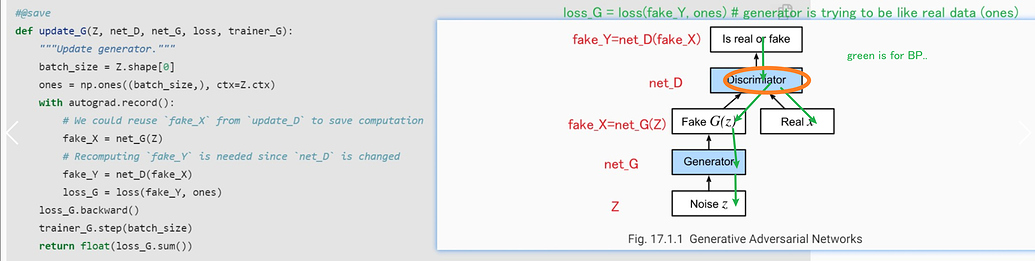 #@save
def update_G(Z, net_D, net_G, loss, trainer_G):
"""Update generator."""
batch_size = Z.shape[0]
ones = np.ones((batch_size,), ctx=Z.ctx)
with autograd.record():
# We could reuse `fake_X` from `update_D` to save computation
fake_X = net_G(Z)
# Recomputing `fake_Y` is needed since `net_D` is changed
fake_Y = net_D(fake_X)
loss_G = loss(fake_Y, ones)
loss_G.backward()
trainer_G.step(batch_size)
return float(loss_G.sum())
loss_G = loss(fake_Y, ones) # generator is trying to be like real data (ones)
fake_Y=net_D(fake_X)
Is real or fake
green is for BP..
net_D
Discrimiator
fake_X=net_G(Z)
Fake G(z)
Real x
net_G
Generator
Z
Noise z
Fig. 17.1.1 Generative Adversarial Networks